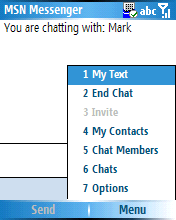 MSN Messenger abc
You are chatting with: Mark
1 My Text
2 End Chat
3 Invite
4 My Contacts
5 Chat Members
6 Chats
7 Options
Send Menu